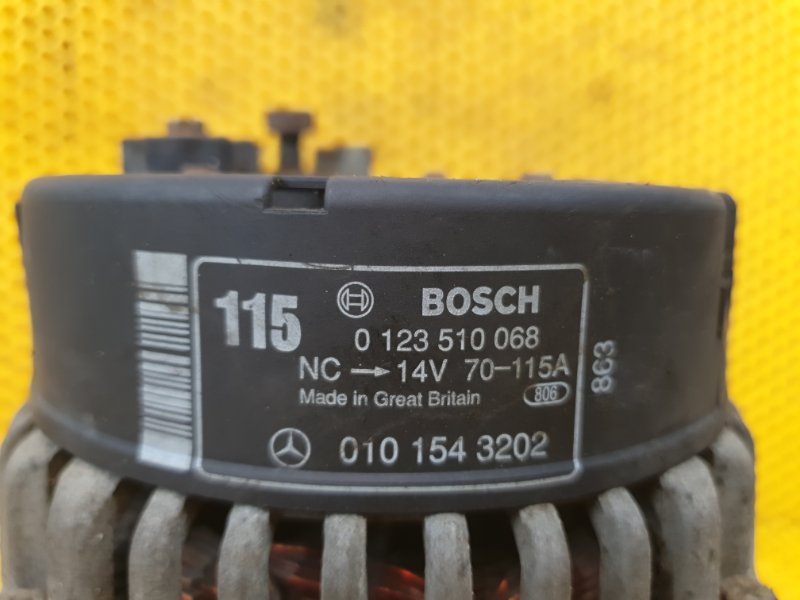 115
BOSCH
0 123 510 068
NC → 14V 70-115A
Made in Great Britain 806
010 154 3202
863